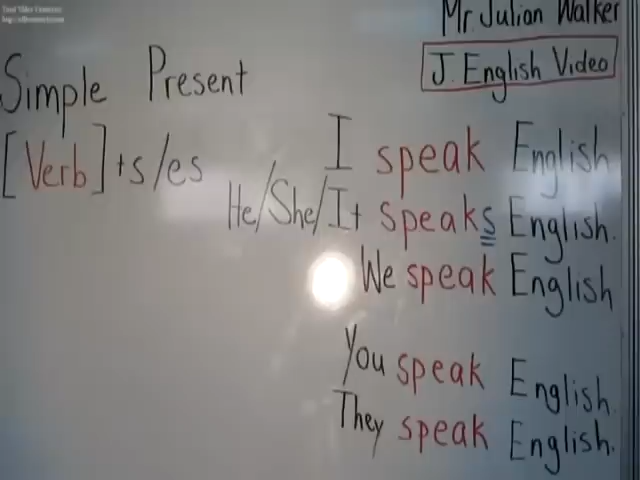 Mr Julian Walker
J. English Video
Simple Present
[Verb] +s/es
I speak English
He/She/It speaks English.
We speak English
You speak English.
They speak English.